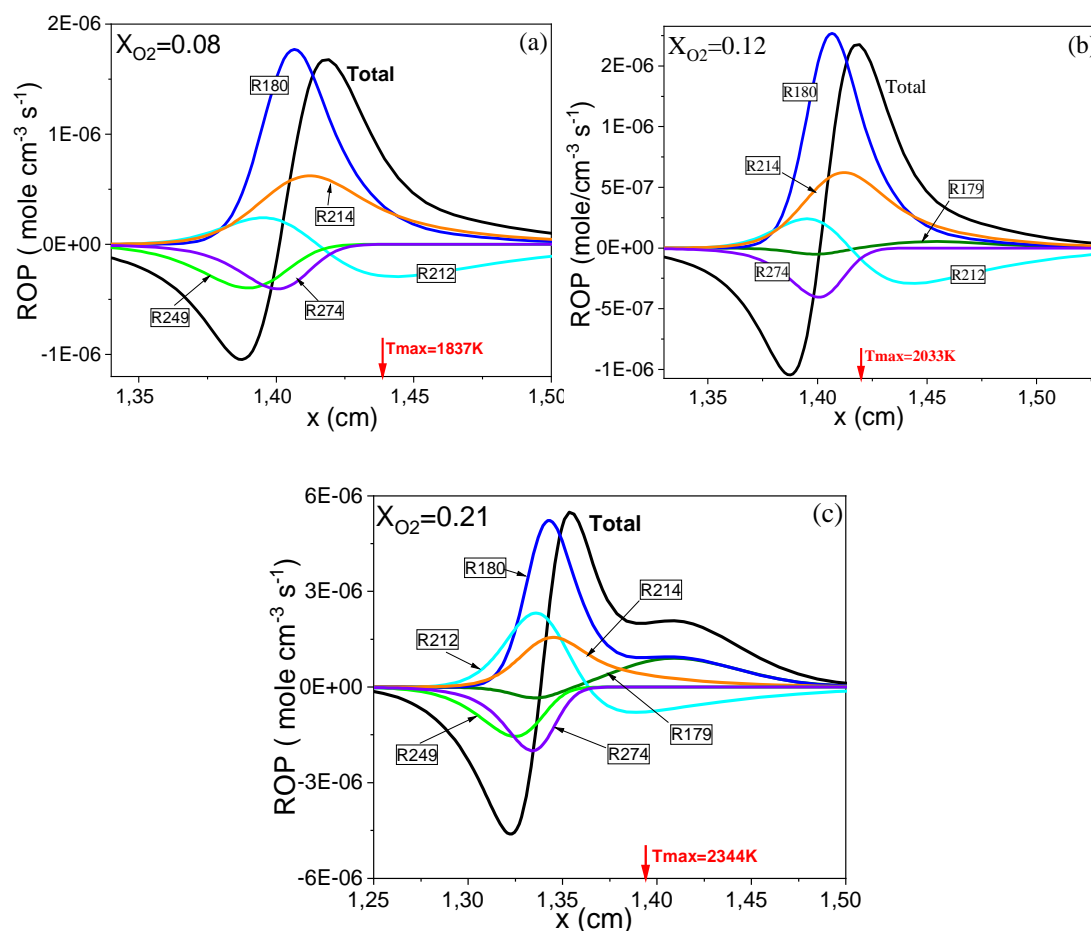 X_O2=0.08
(a)
2E-06
1E-06
0E+00
-1E-06
ROP ( mole cm⁻³ s⁻¹)
R180
Total
R214
R212
R249
R274
Tmax=1837K
1,35
1,40
1,45
1,50
x (cm)
X_O2=0.12
(b)
2E-06
1E-06
5E-07
0E+00
-5E-07
-1E-06
ROP (mole/cm⁻³ s⁻¹)
R180
Total
R214
R179
R274
R212
Tmax=2033K
1,35
1,40
1,45
1,50
x (cm)
X_O2=0.21
(c)
6E-06
3E-06
0E+00
-3E-06
-6E-06
ROP ( mole cm⁻³ s⁻¹)
Total
R180
R214
R212
R179
R249
R274
Tmax=2344K
1,25
1,30
1,35
1,40
1,45
1,50
x (cm)